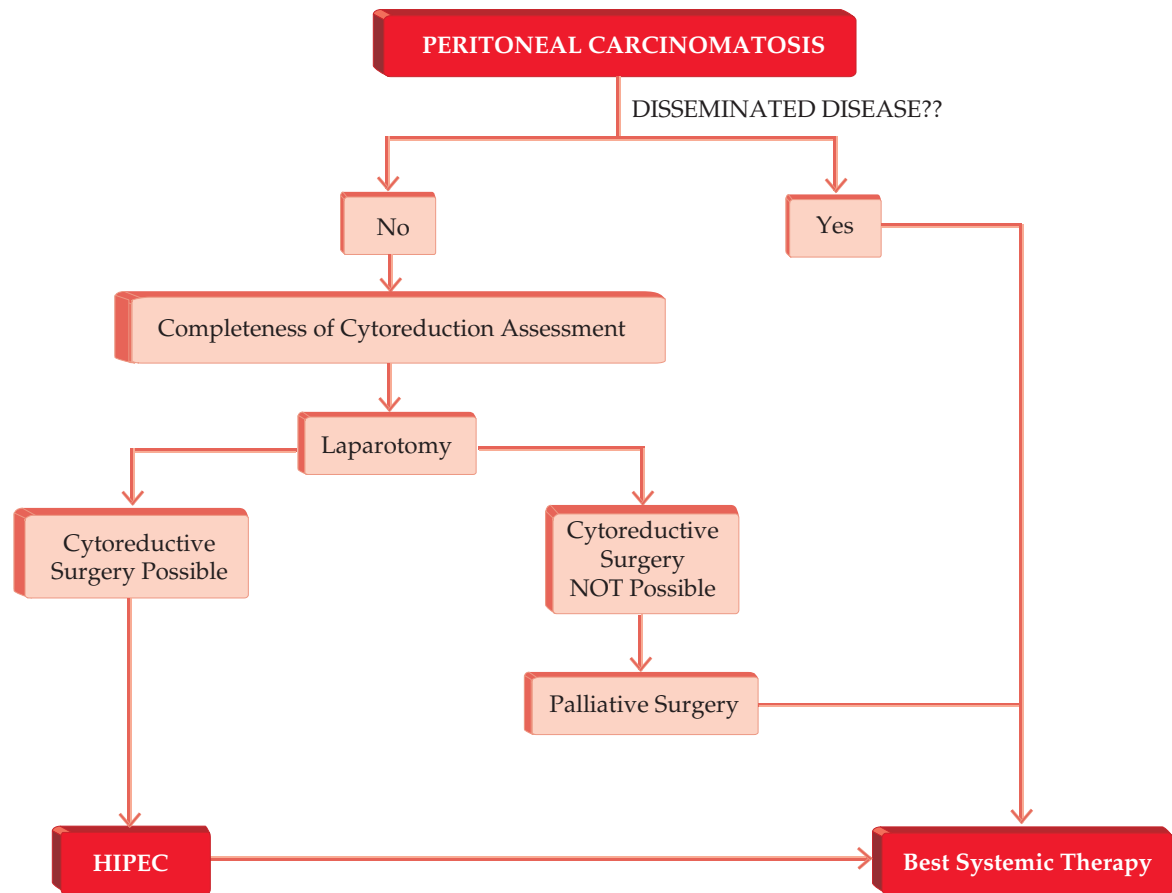 PERITONEAL CARCINOMATOSIS
DISSEMINATED DISEASE??
No
Yes
Completeness of Cytoreduction Assessment
Laparotomy
Cytoreductive
Surgery Possible
Cytoreductive
Surgery
NOT Possible
Palliative Surgery
HIPEC
Best Systemic Therapy